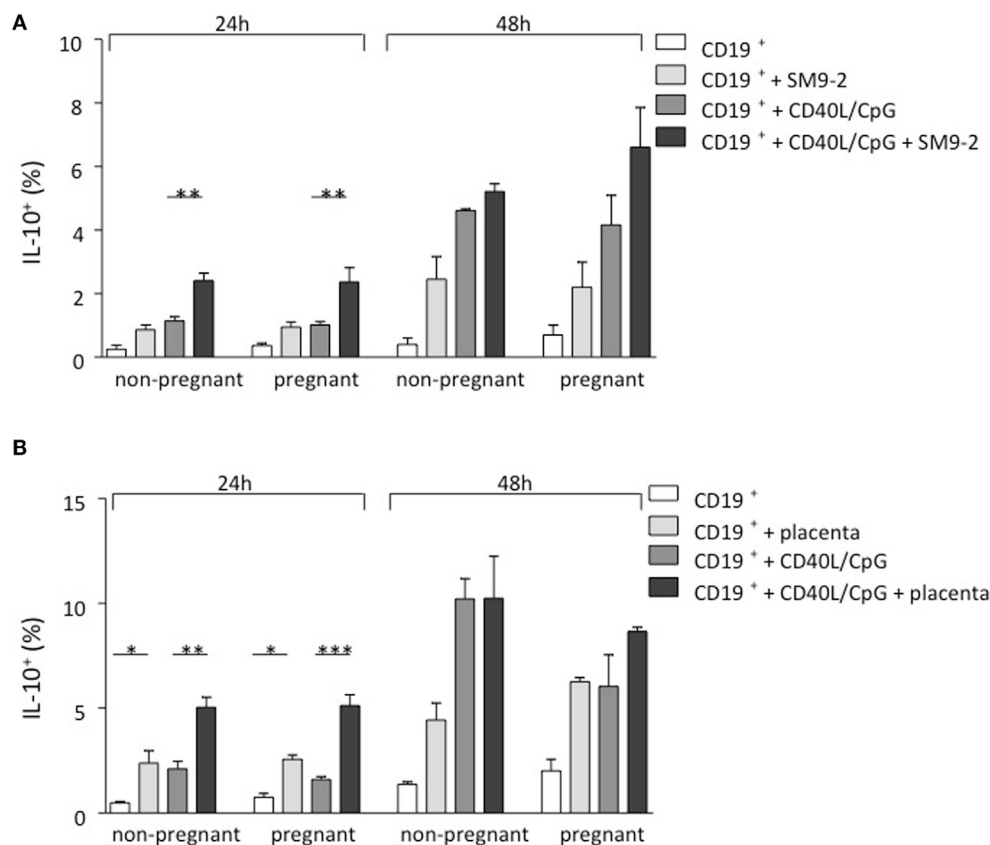 A
24h 48h
10
8
6
4
2
0
IL-10⁺ (%)
** **
non-pregnant pregnant non-pregnant pregnant
CD19 ⁺
CD19 ⁺ + SM9-2
CD19 ⁺ + CD40L/CpG
CD19 ⁺ + CD40L/CpG + SM9-2
B
24h 48h
15
10
5
0
IL-10⁺ (%)
* ** * ***
non-pregnant pregnant non-pregnant pregnant
CD19 ⁺
CD19 ⁺ + placenta
CD19 ⁺ + CD40L/CpG
CD19 ⁺ + CD40L/CpG + placenta